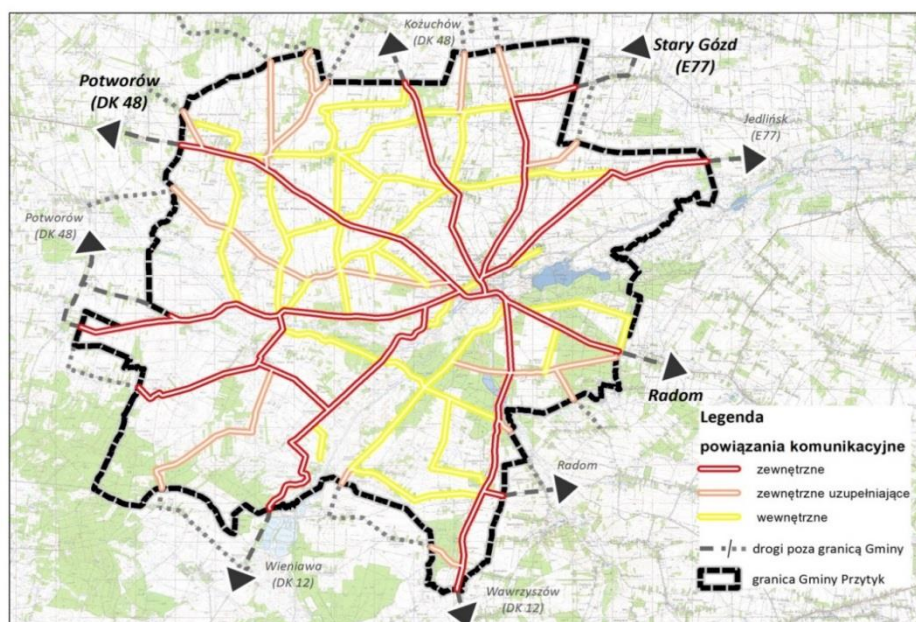 Kożuchów
(DK 48)
Stary Gózd
(E77)
Potworów
(DK 48)
Jedlińsk
(E77)
Potworów
(DK 48)
Radom
Legenda
powiązania komunikacyjne
zewnętrzne
zewnętrzne uzupełniające
wewnętrzne
drogi poza granicą Gminy
granica Gminy Przytyk
Radom
Wieniawa
(DK 12)
Wawrzyszów
(DK 12)